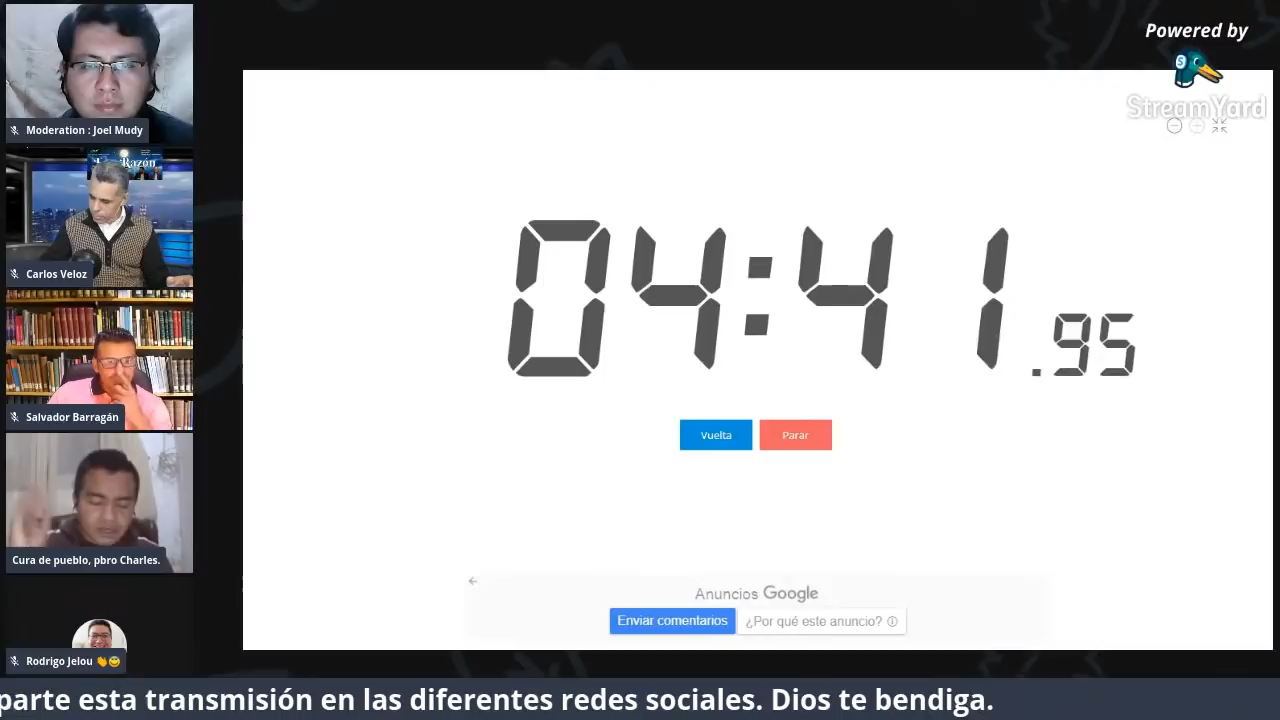 Powered by
StreamYard
Moderation : Joel Mudy
Carlos Veloz
Salvador Barragán
Cura de pueblo, pbro Charles.
Rodrigo Jelou 👏😊
04:41.95
Vuelta
Parar
Anuncios Google
Enviar comentarios
¿Por qué este anuncio?
parte esta transmisión en las diferentes redes sociales. Dios te bendiga.